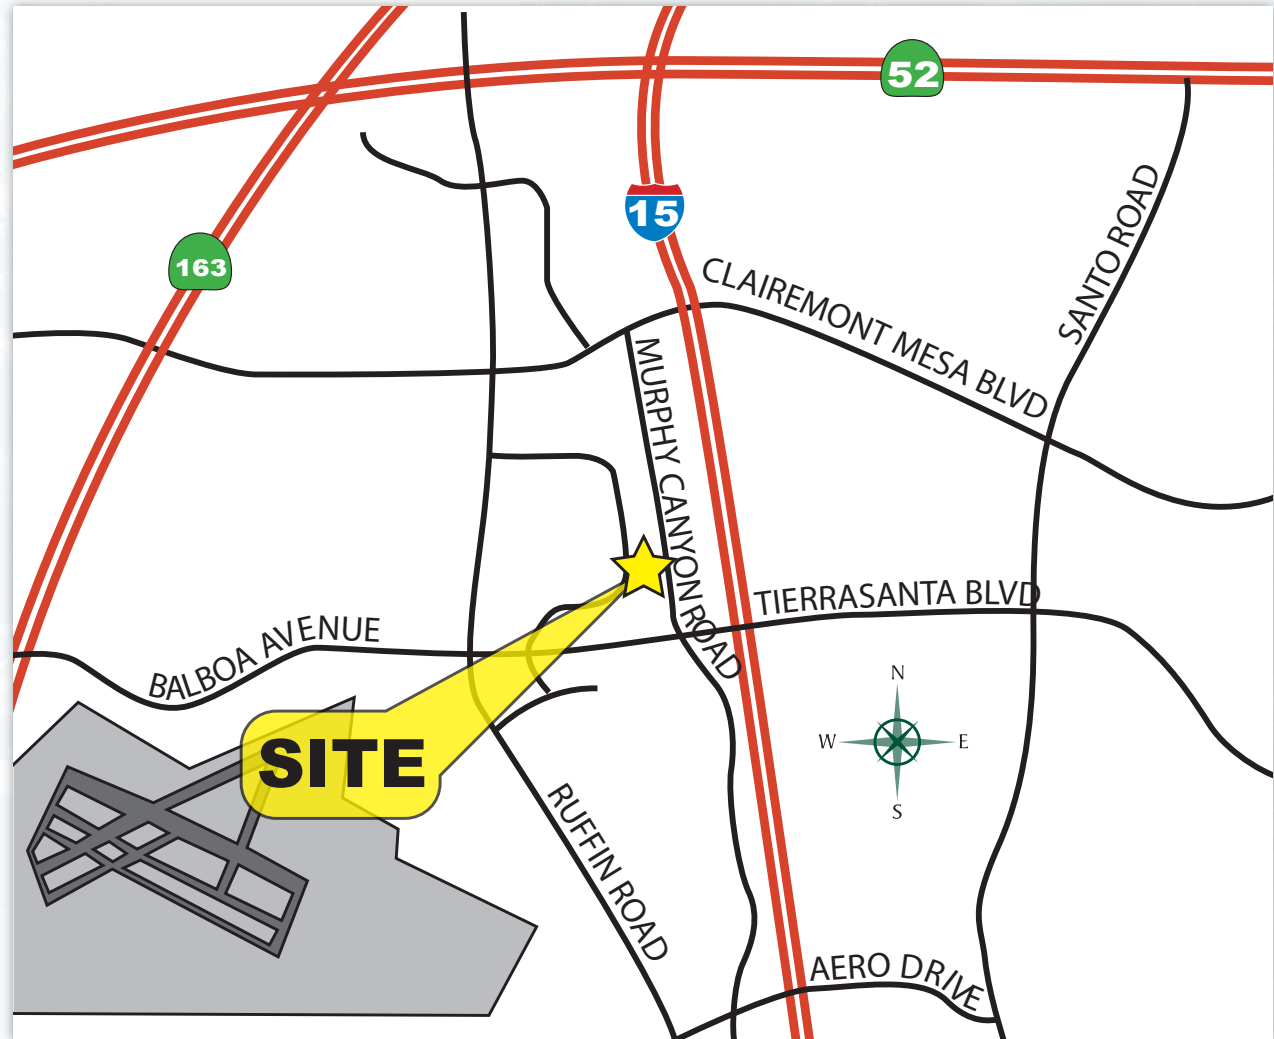 52
15
163
SANTO ROAD
CLAIREMONT MESA BLVD
MURPHY CANYON ROAD
TIERRASANTA BLVD
BALBOA AVENUE
N
W
E
S
SITE
RUFFIN ROAD
AERO DRIVE